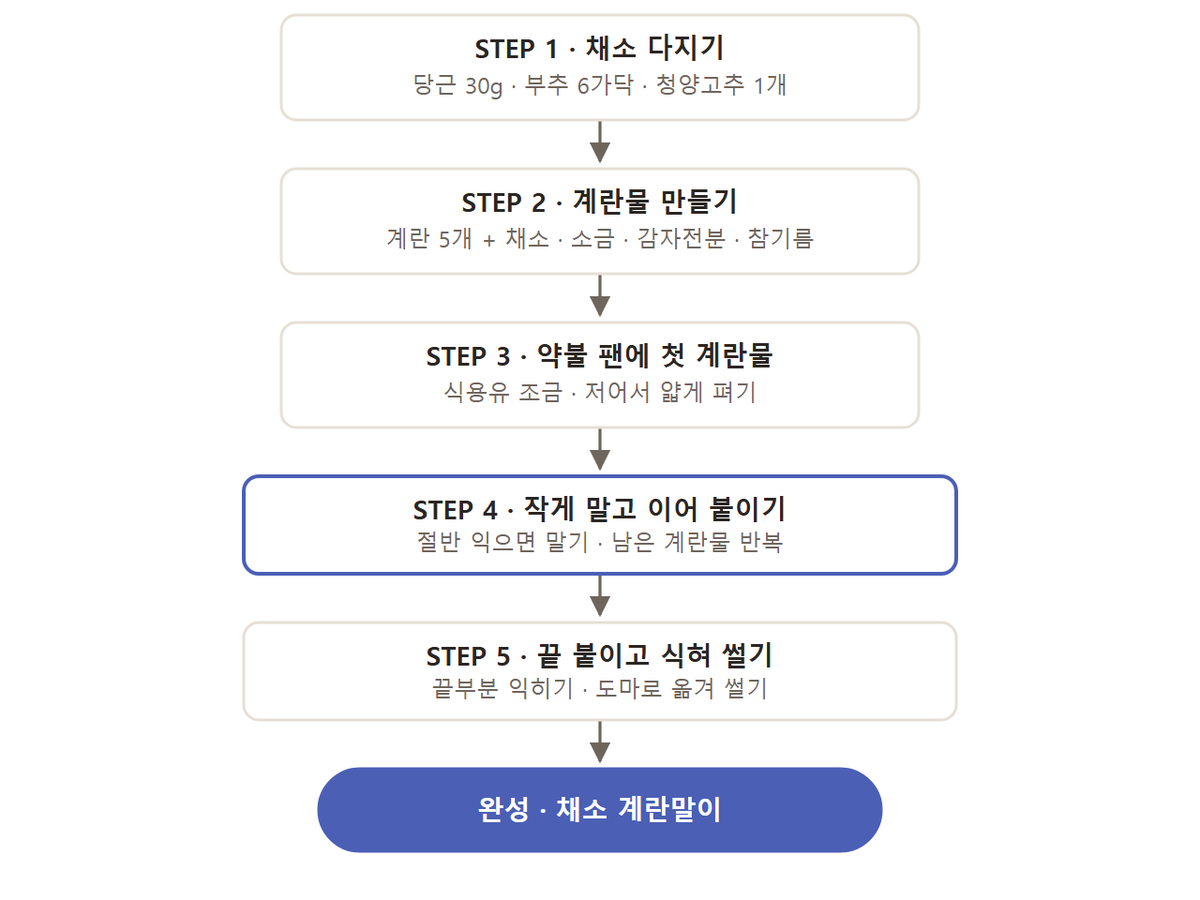 STEP 1 · 채소 다지기
당근 30g · 부추 6가닥 · 청양고추 1개
STEP 2 · 계란물 만들기
계란 5개 + 채소 · 소금 · 감자전분 · 참기름
STEP 3 · 약불 팬에 첫 계란물
식용유 조금 · 저어서 얇게 펴기
STEP 4 · 작게 말고 이어 붙이기
절반 익으면 말기 · 남은 계란물 반복
STEP 5 · 끝 붙이고 식혀 썰기
끝부분 익히기 · 도마로 옮겨 썰기
완성 · 채소 계란말이